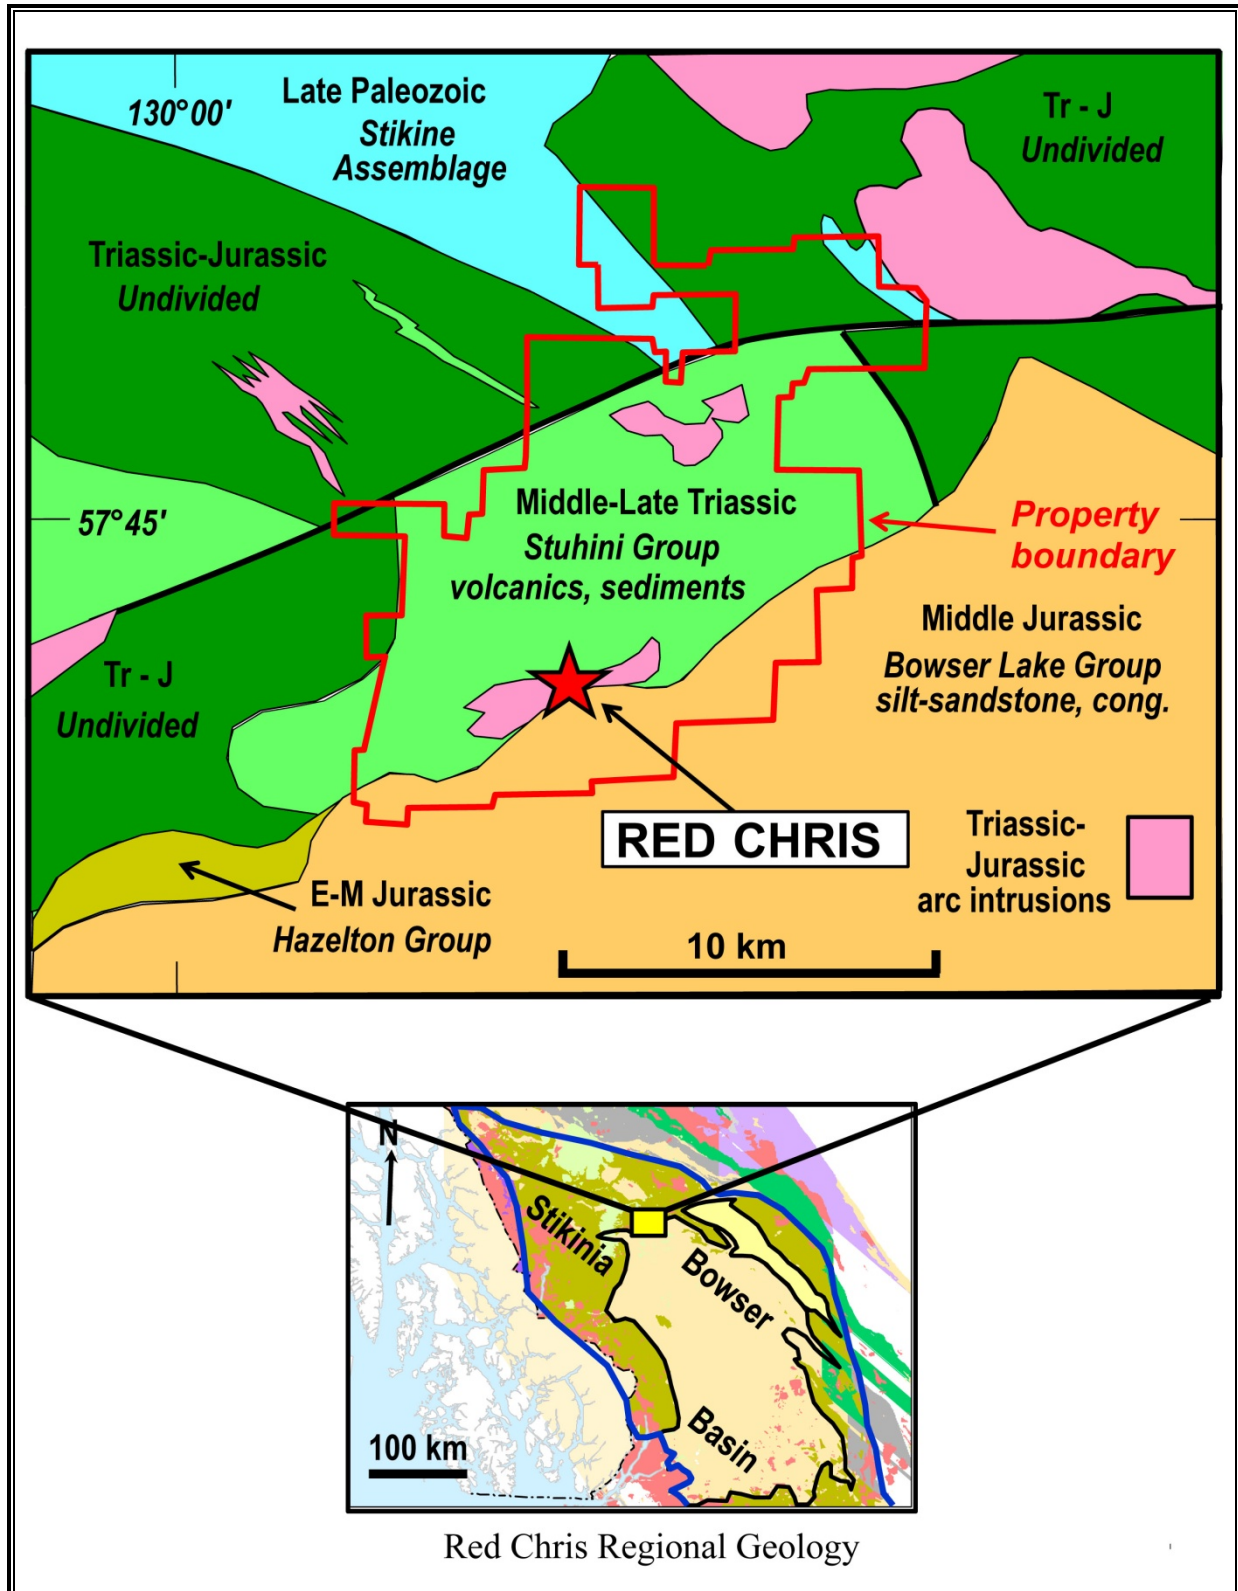 130°00'
Late Paleozoic
Stikine
Assemblage
Tr - J
Undivided
Triassic-Jurassic
Undivided
57°45'
Middle-Late Triassic
Stuhini Group
volcanics, sediments
Property
boundary
Middle Jurassic
Bowser Lake Group
silt-sandstone, cong.
Tr - J
Undivided
RED CHRIS
Triassic-
Jurassic
arc intrusions
E-M Jurassic
Hazelton Group
10 km
N
Stikinia
Bowser
Basin
100 km
Red Chris Regional Geology